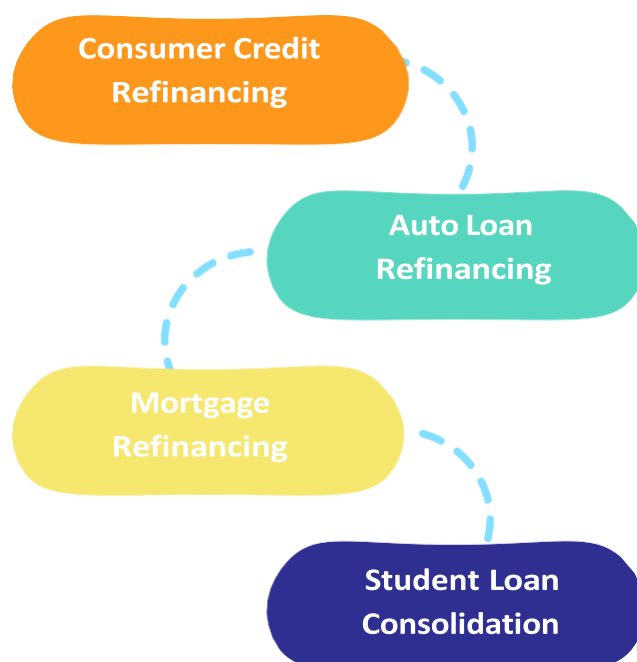 Consumer Credit
Refinancing
Auto Loan
Refinancing
Mortgage
Refinancing
Student Loan
Consolidation